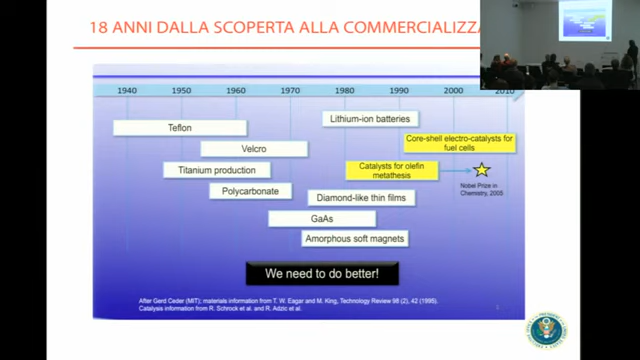 18 ANNI DALLA SCOPERTA ALLA COMMERCIALIZZA
1940 1950 1960 1970 1980 1990 2000 2010
Lithium-ion batteries
Teflon
Core-shell electro-catalysts for
fuel cells
Velcro
Titanium production
Catalysts for olefin
metathesis
Nobel Prize in
Chemistry, 2005
Polycarbonate
Diamond-like thin films
GaAs
Amorphous soft magnets
We need to do better!
After Gerd Ceder (MIT); materials information from T. W. Eagar and M. King, Technology Review 98 (2), 42 (1995).
Catalysis information from R. Schrock et al. and R. Adzic et al.